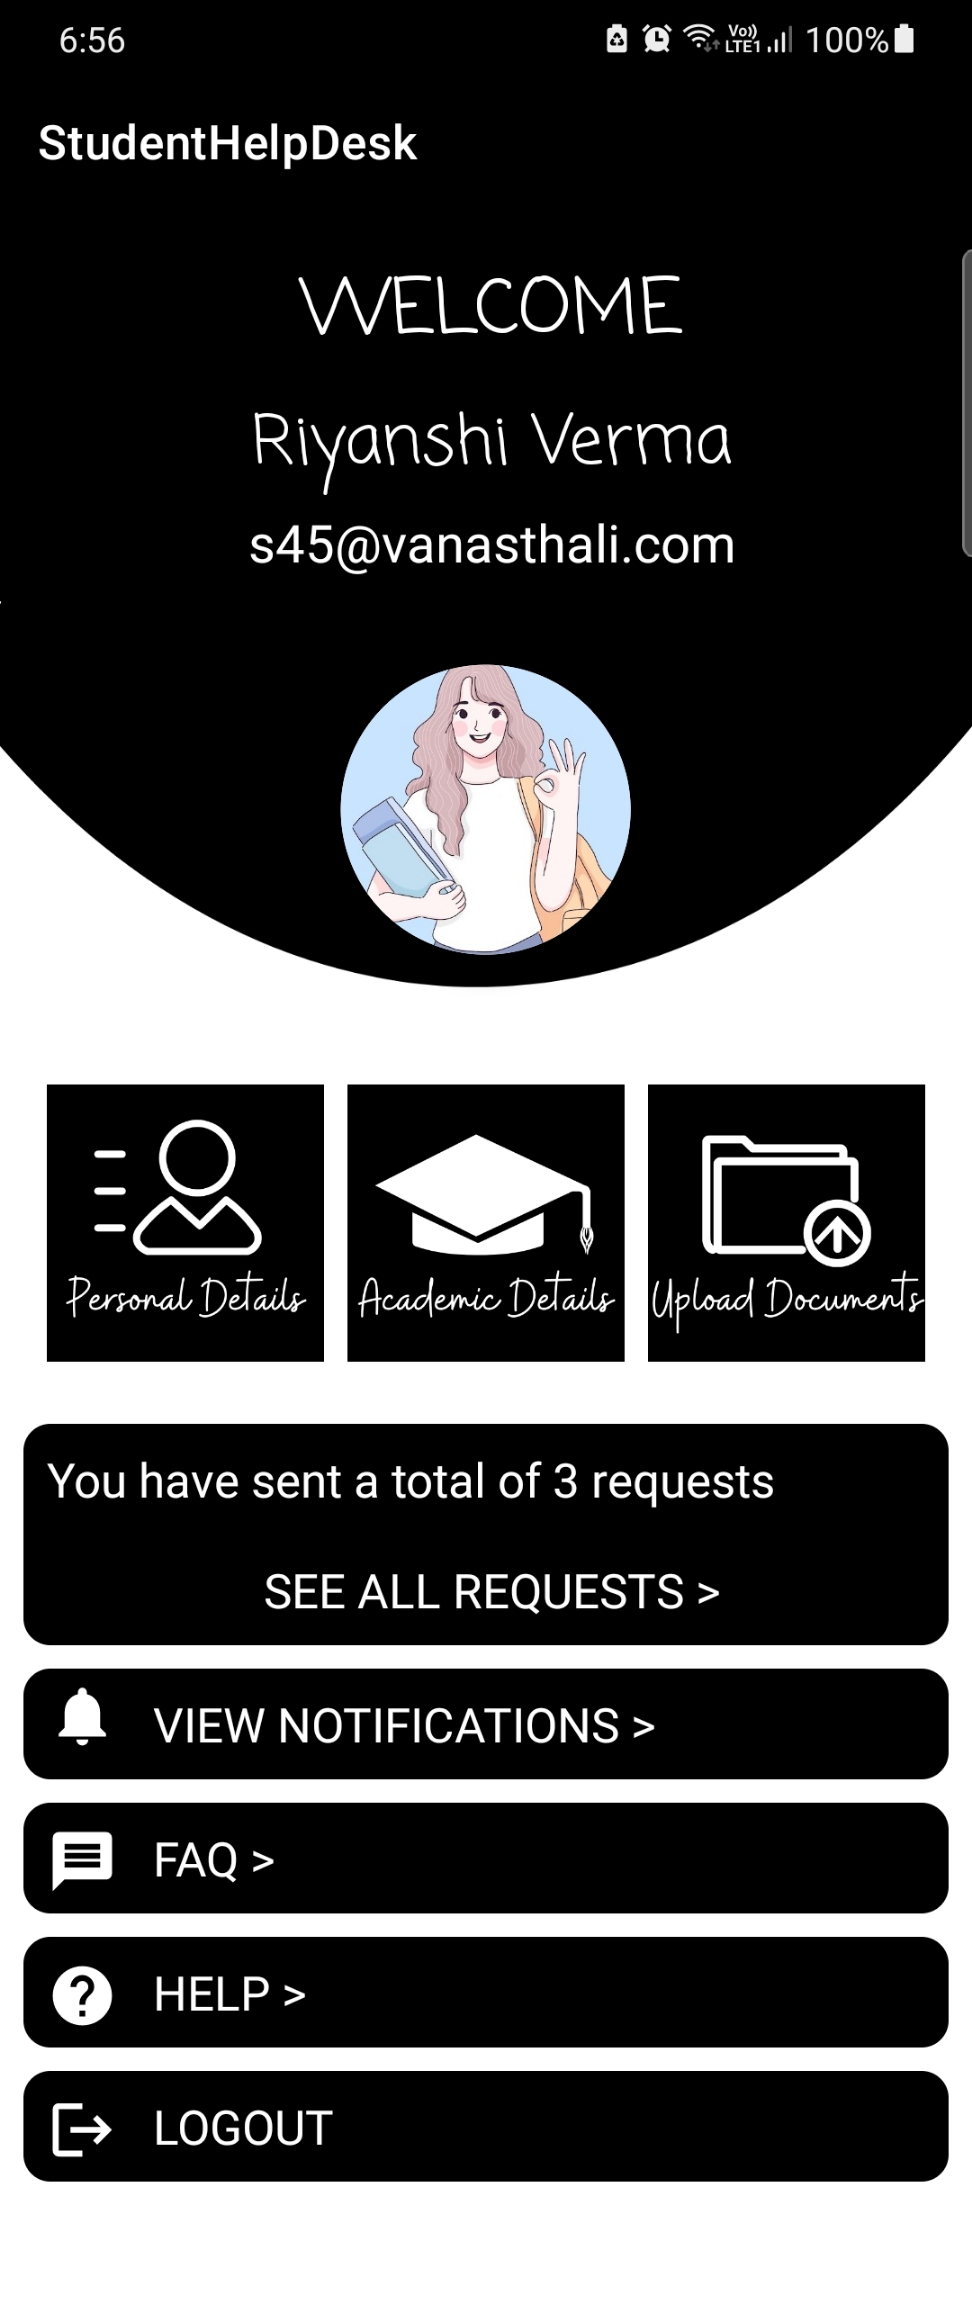 6:56
Vo))
LTE1
100%
StudentHelpDesk
WELCOME
Riyanshi Verma
s45@vanasthali.com
Personal Details
Academic Details
Upload Documents
You have sent a total of 3 requests
SEE ALL REQUESTS >
VIEW NOTIFICATIONS >
FAQ >
HELP >
LOGOUT